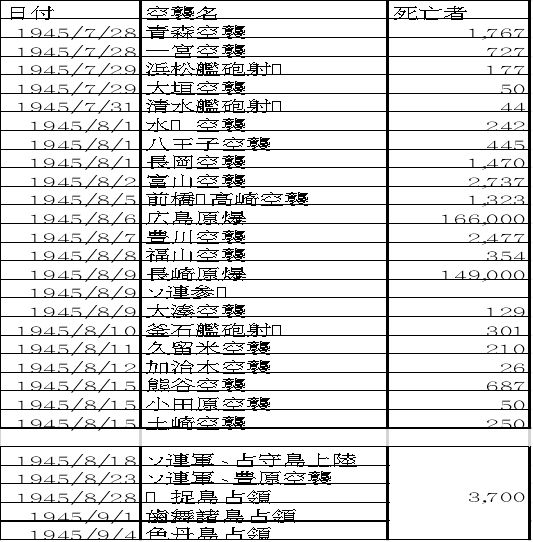 日付 空襲名 死亡者
1945/7/28 青森空襲 1,767
1945/7/28 一宮空襲 727
1945/7/29 浜松艦砲射 177
1945/7/29 大垣空襲 50
1945/7/31 清水艦砲射 44
1945/8/1 水 空襲 242
1945/8/1 八王子空襲 445
1945/8/1 長岡空襲 1,470
1945/8/2 富山空襲 2,737
1945/8/5 前橋 高崎空襲 1,323
1945/8/6 広島原爆 166,000
1945/8/7 豊川空襲 2,477
1945/8/8 福山空襲 354
1945/8/9 長崎原爆 149,000
1945/8/9 ソ連参
1945/8/9 大湊空襲 129
1945/8/10 釜石艦砲射 301
1945/8/11 久留米空襲 210
1945/8/12 加治木空襲 26
1945/8/15 熊谷空襲 687
1945/8/15 小田原空襲 50
1945/8/15 土崎空襲 250
1945/8/18 ソ連軍、占守島上陸
1945/8/23 ソ連軍、豊原空襲
1945/8/28 捉島占領 3,700
1945/9/1 歯舞諸島占領
1945/9/4 色丹島占領